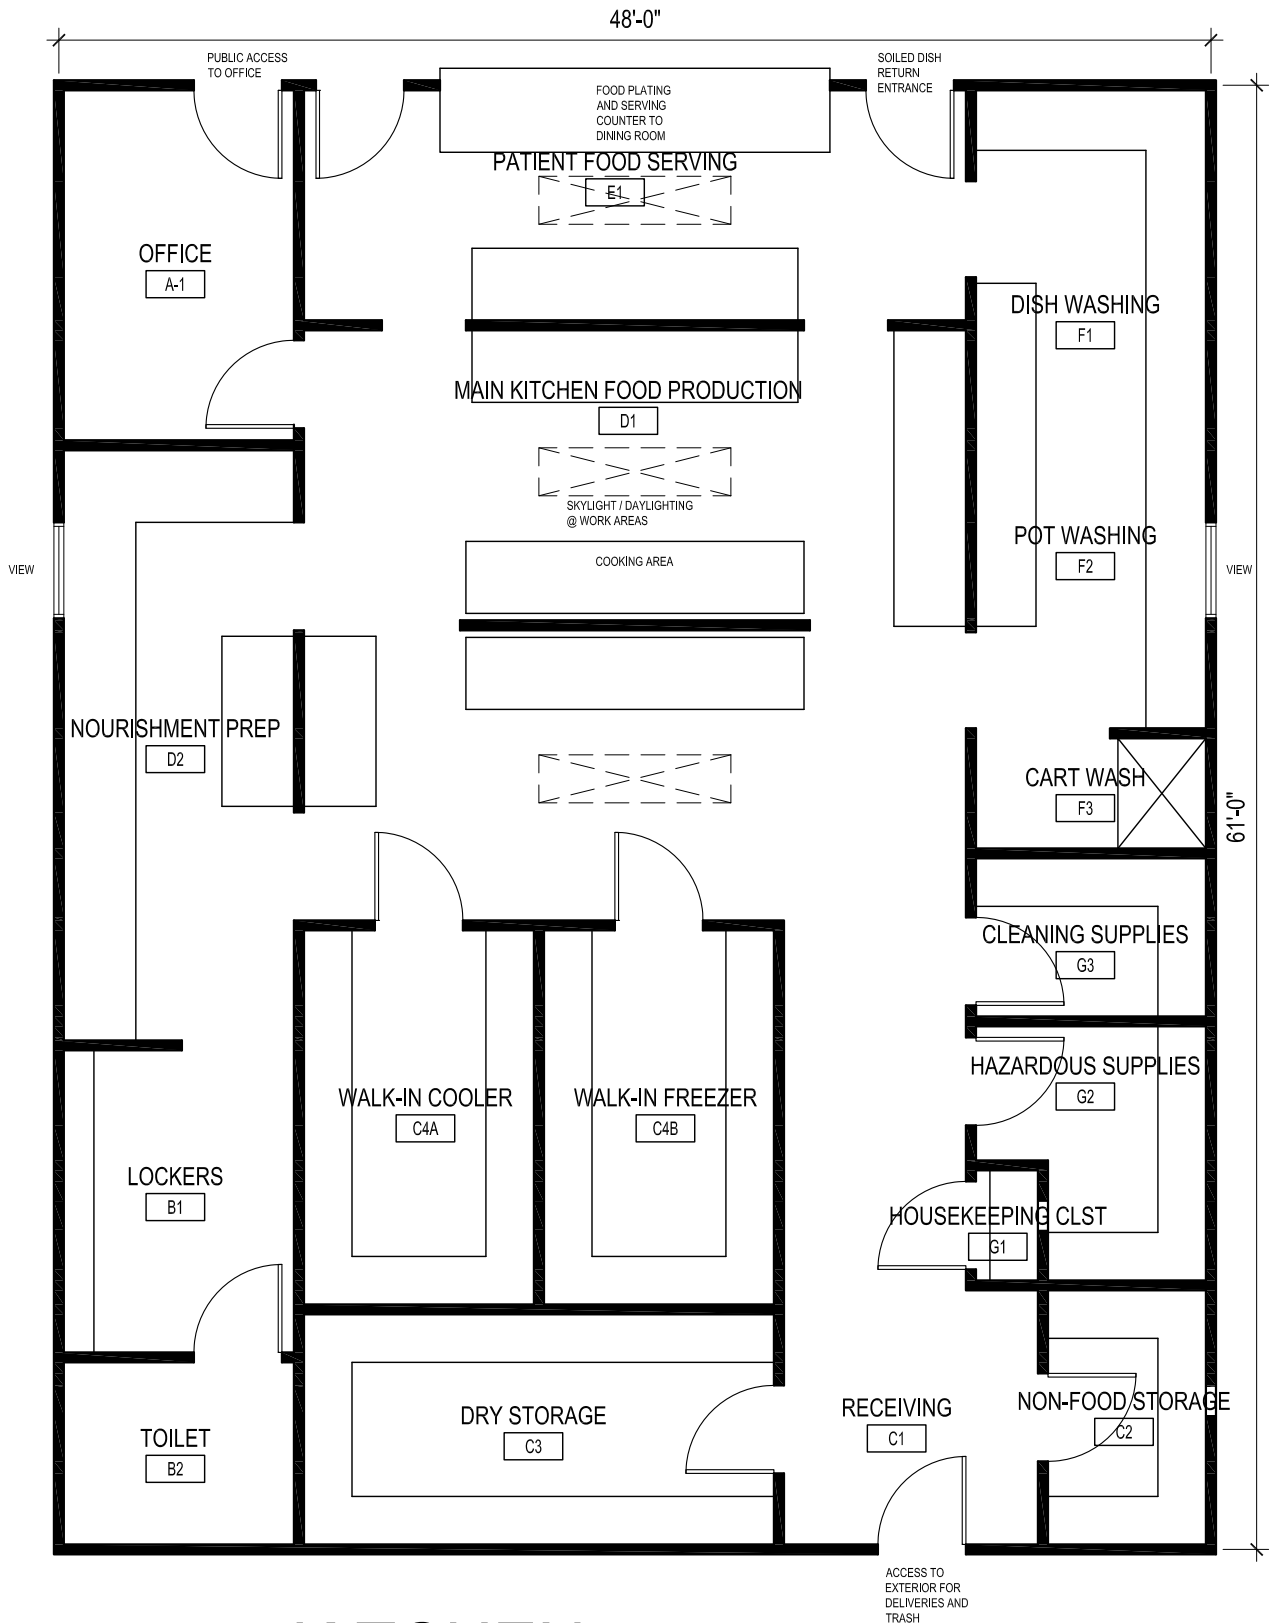 48'-0"
PUBLIC ACCESS
TO OFFICE
SOILED DISH
RETURN
ENTRANCE
FOOD PLATING
AND SERVING
COUNTER TO
DINING ROOM
PATIENT FOOD SERVING
E1
OFFICE
A-1
DISH WASHING
F1
MAIN KITCHEN FOOD PRODUCTION
D1
SKYLIGHT / DAYLIGHTING
@ WORK AREAS
POT WASHING
F2
COOKING AREA
VIEW
VIEW
NOURISHMENT PREP
D2
CART WASH
F3
61'-0"
CLEANING SUPPLIES
G3
HAZARDOUS SUPPLIES
G2
WALK-IN COOLER
C4A
WALK-IN FREEZER
C4B
LOCKERS
B1
HOUSEKEEPING CLST
G1
NON-FOOD STORAGE
C2
RECEIVING
C1
DRY STORAGE
C3
TOILET
B2
ACCESS TO
EXTERIOR FOR
DELIVERIES AND
TRASH